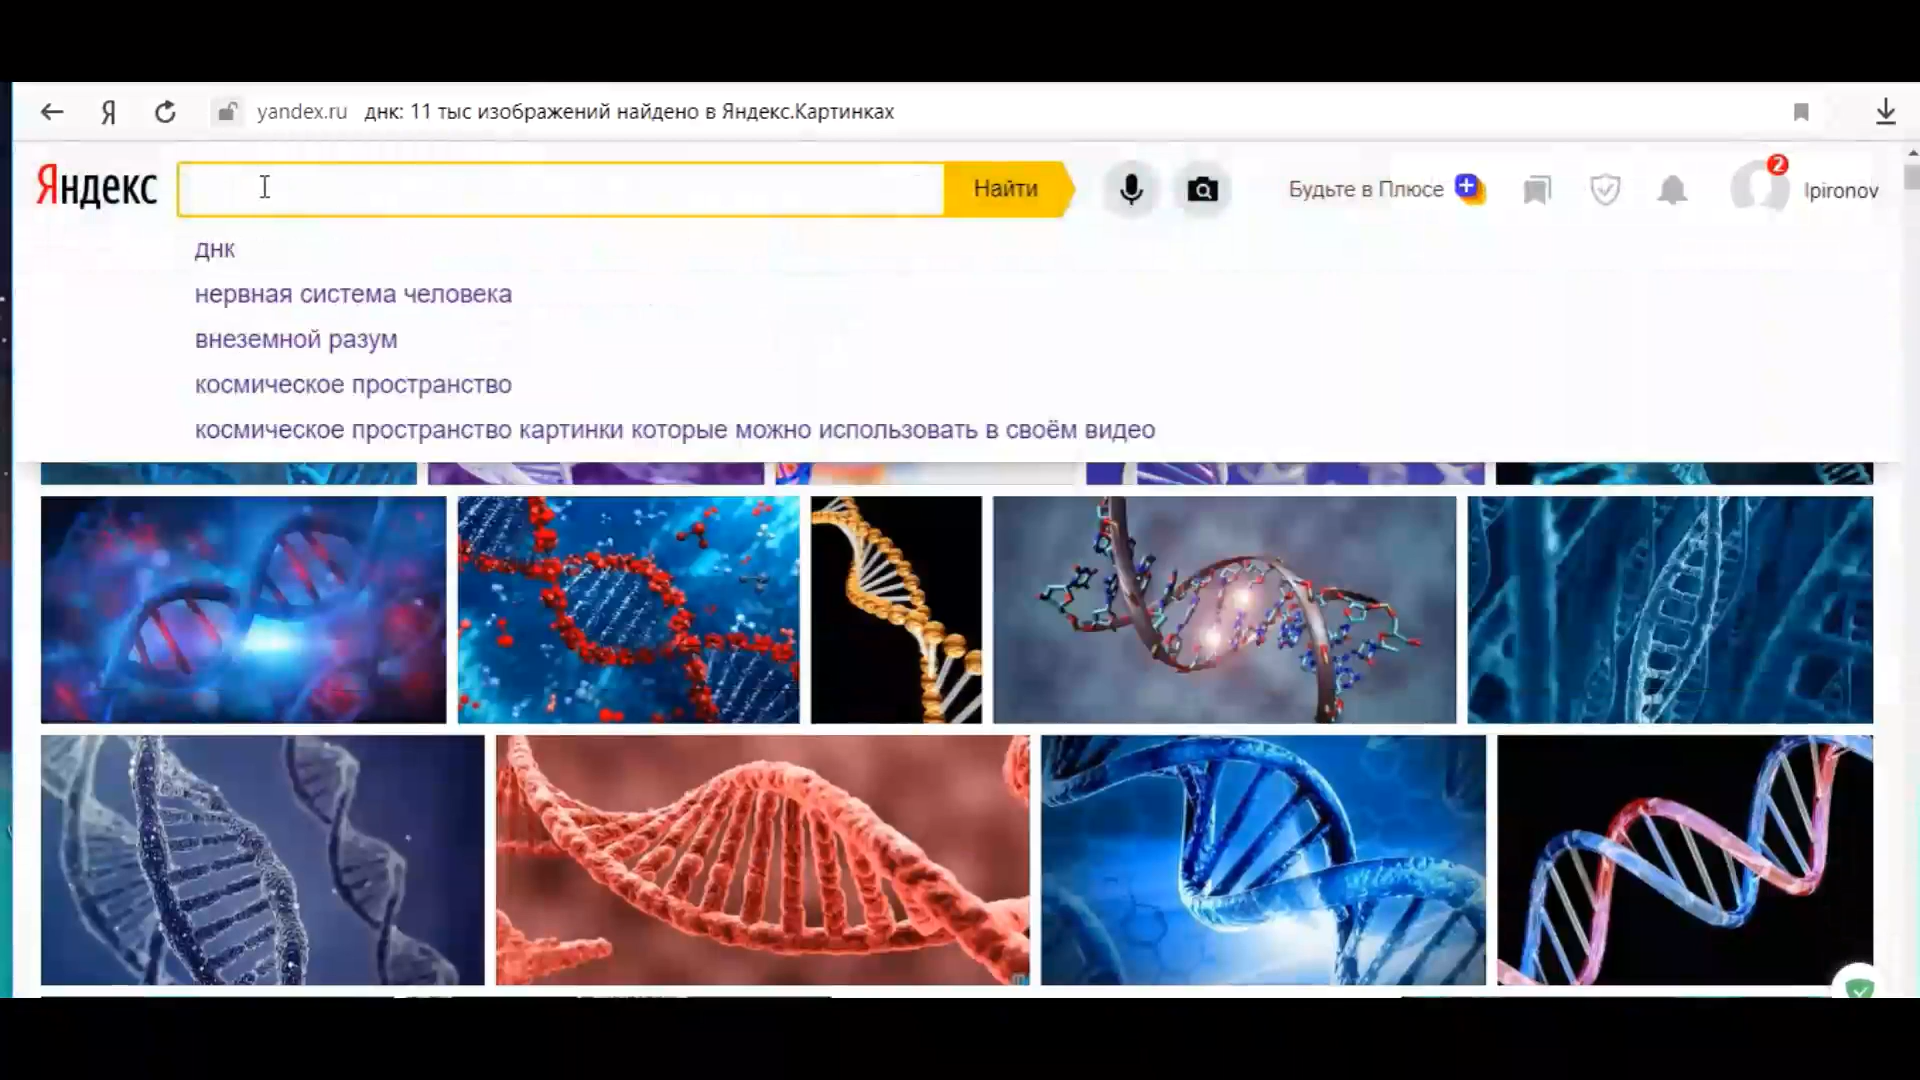 Я yandex.ru днк: 11 тыс изображений найдено в Яндекс.Картинках
Яндекс Найти Будьте в Плюсе 2 Ipironov
днк
нервная система человека
внеземной разум
космическое пространство
космическое пространство картинки которые можно использовать в своём видео